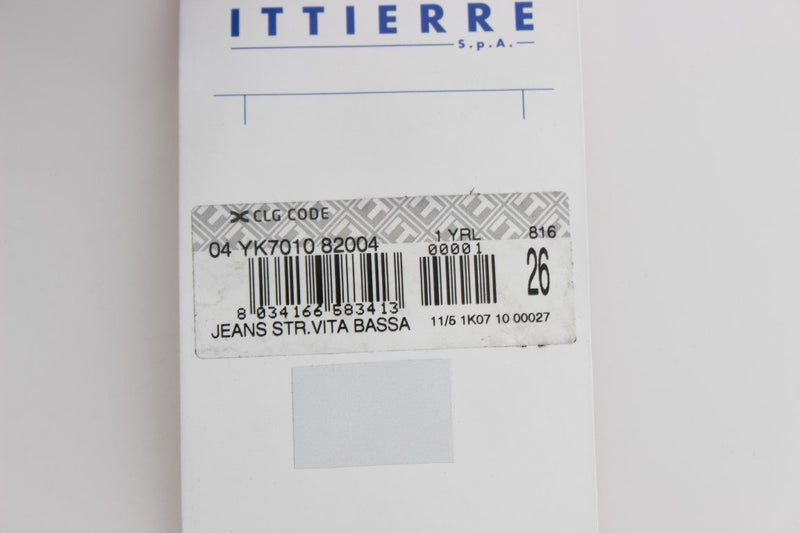 ITTIERRE
S.p.A.
CLG CODE
04 YK7010 82004
1 YRL
816
00001
26
8 034166 683413
JEANS STR.VITA BASSA
11/5 1K07 10 00027